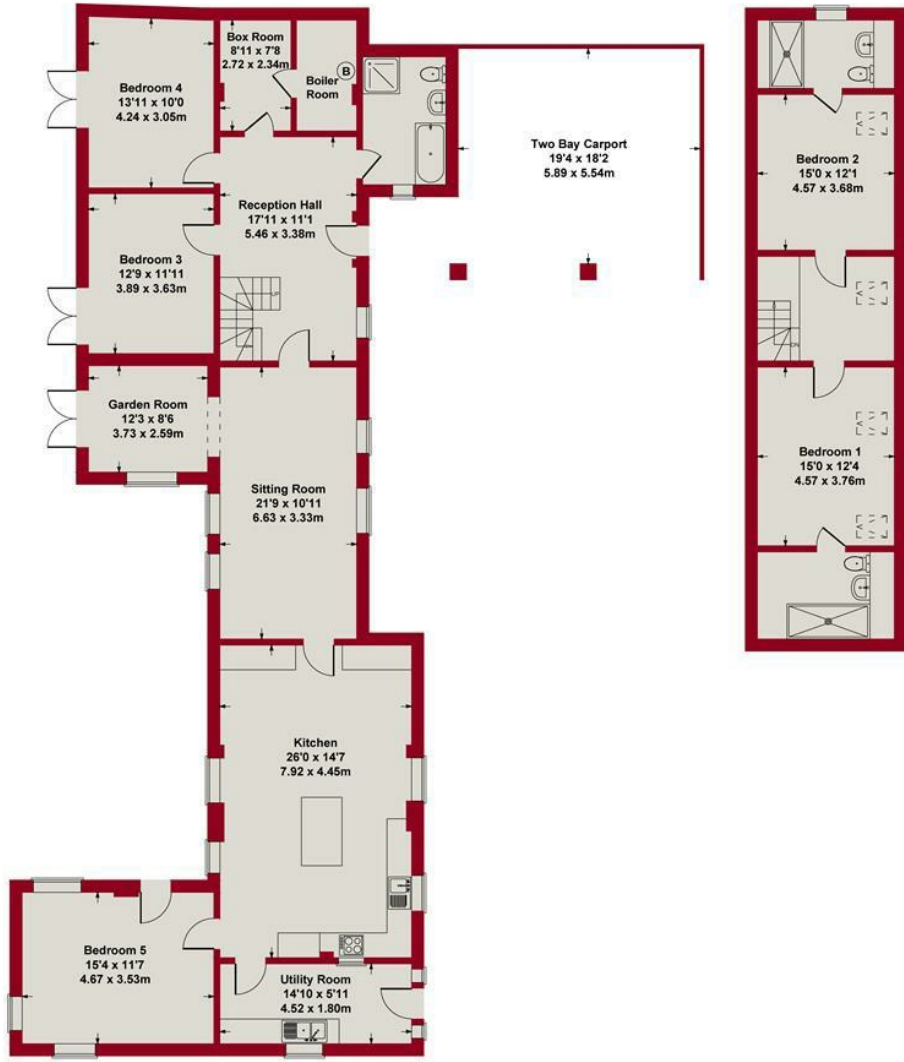 Bedroom 4
13'11 x 10'0
4.24 x 3.05m
Box Room
8'11 x 7'8
2.72 x 2.34m
Boiler
Room
B
Two Bay Carport
19'4 x 18'2
5.89 x 5.54m
Reception Hall
17'11 x 11'1
5.46 x 3.38m
Bedroom 3
12'9 x 11'11
3.89 x 3.63m
Garden Room
12'3 x 8'6
3.73 x 2.59m
Sitting Room
21'9 x 10'11
6.63 x 3.33m
Kitchen
26'0 x 14'7
7.92 x 4.45m
Bedroom 5
15'4 x 11'7
4.67 x 3.53m
Utility Room
14'10 x 5'11
4.52 x 1.80m
Bedroom 2
15'0 x 12'1
4.57 x 3.68m
Bedroom 1
15'0 x 12'4
4.57 x 3.76m